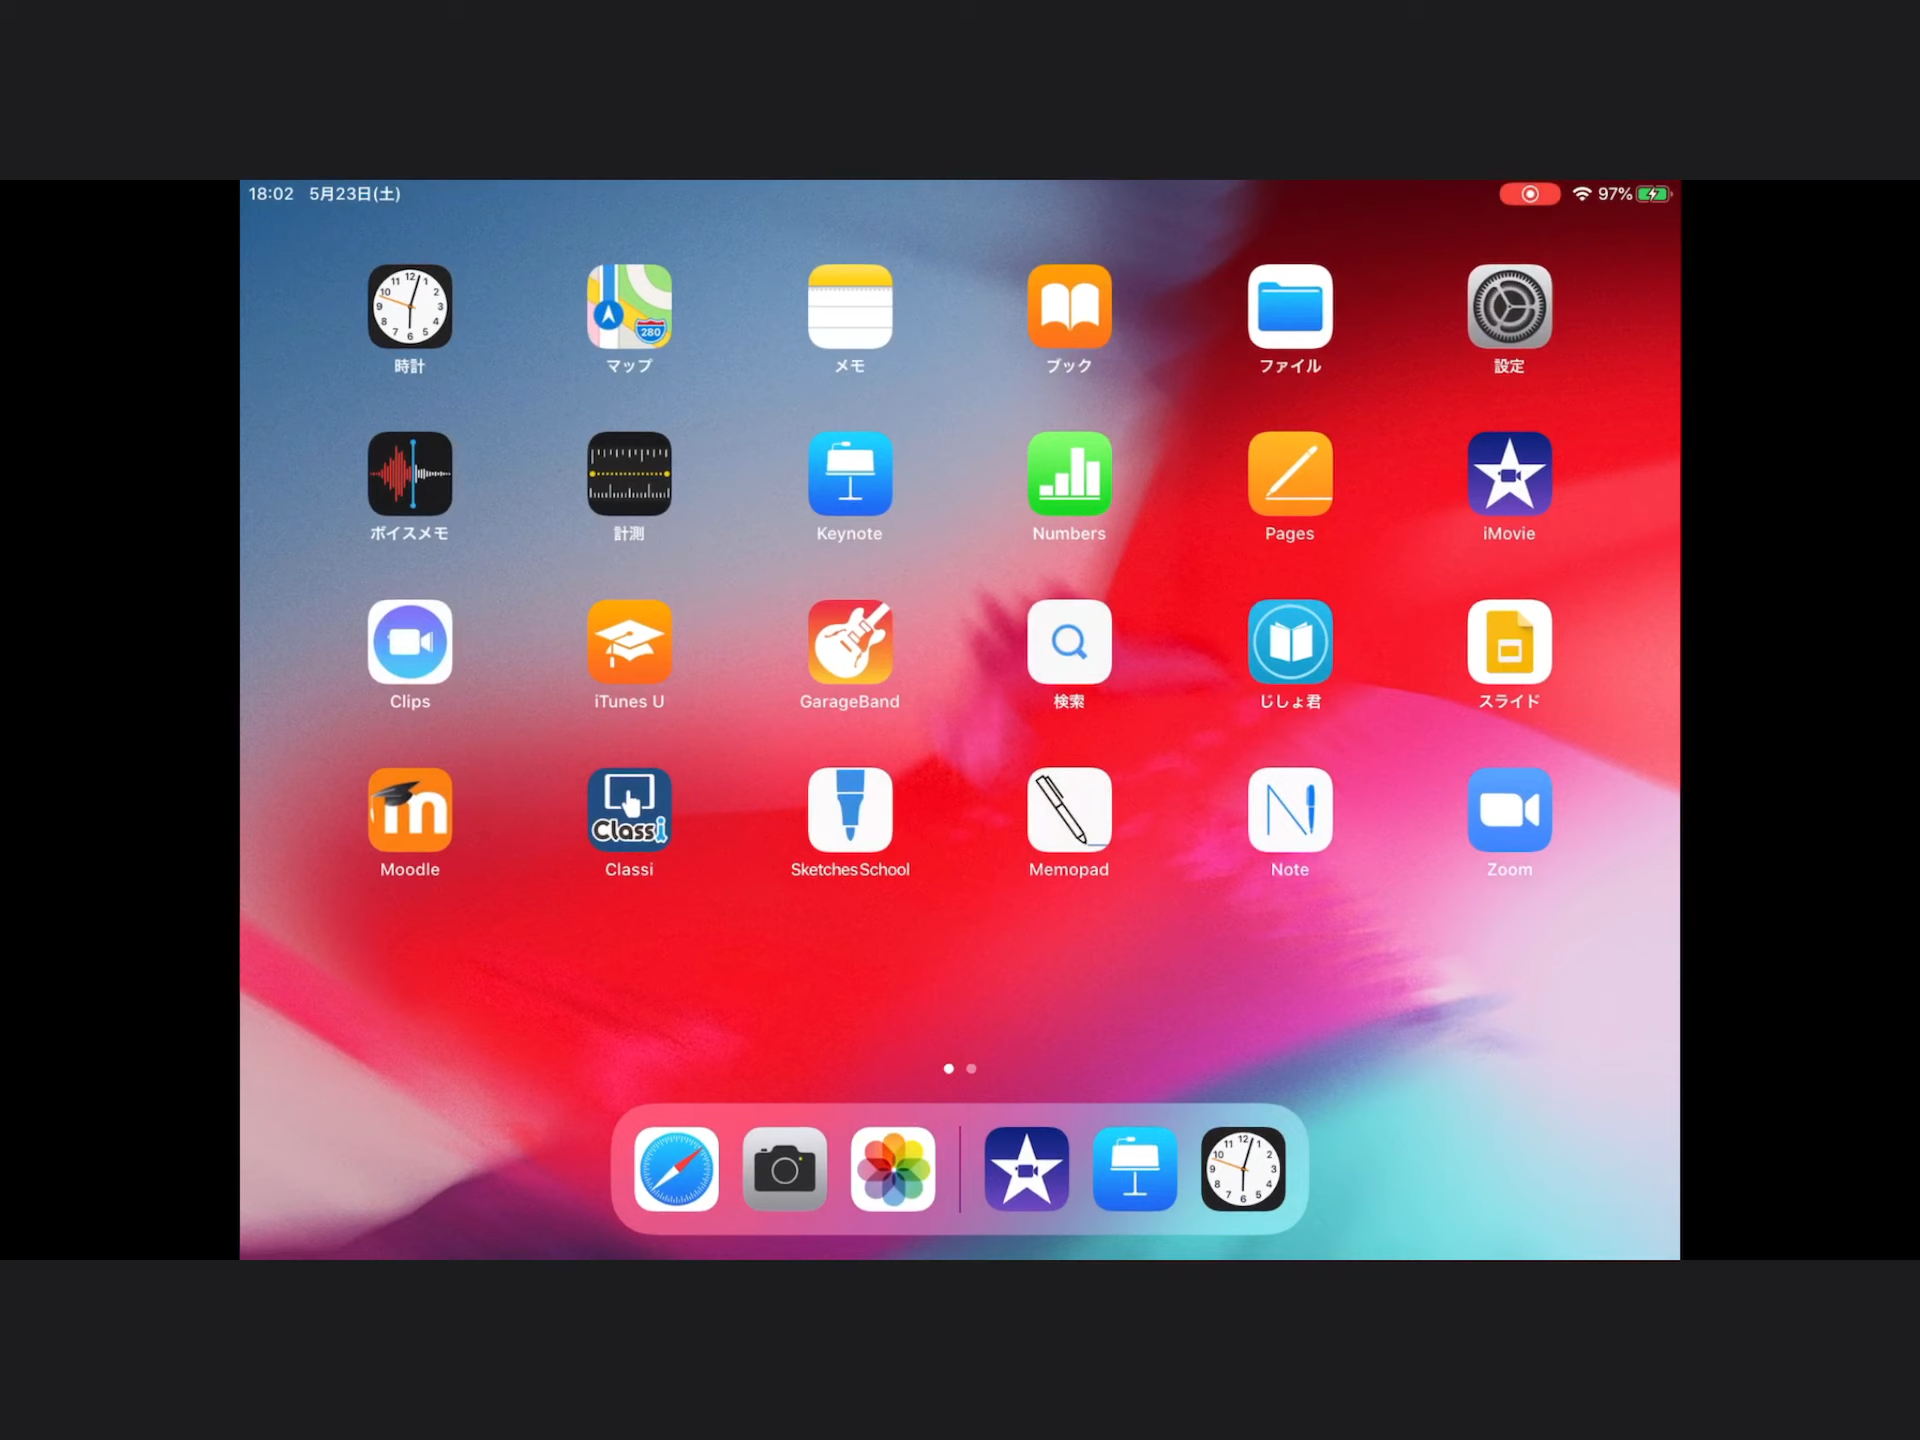 18:02 5月23日(土)
97%
時計
マップ
280
メモ
ブック
ファイル
設定
ボイスメモ
計測
Keynote
Numbers
Pages
iMovie
Clips
iTunes U
GarageBand
検索
じしょ君
スライド
m
Classi
N
Moodle
Classi
SketchesSchool
Memopad
Note
Zoom